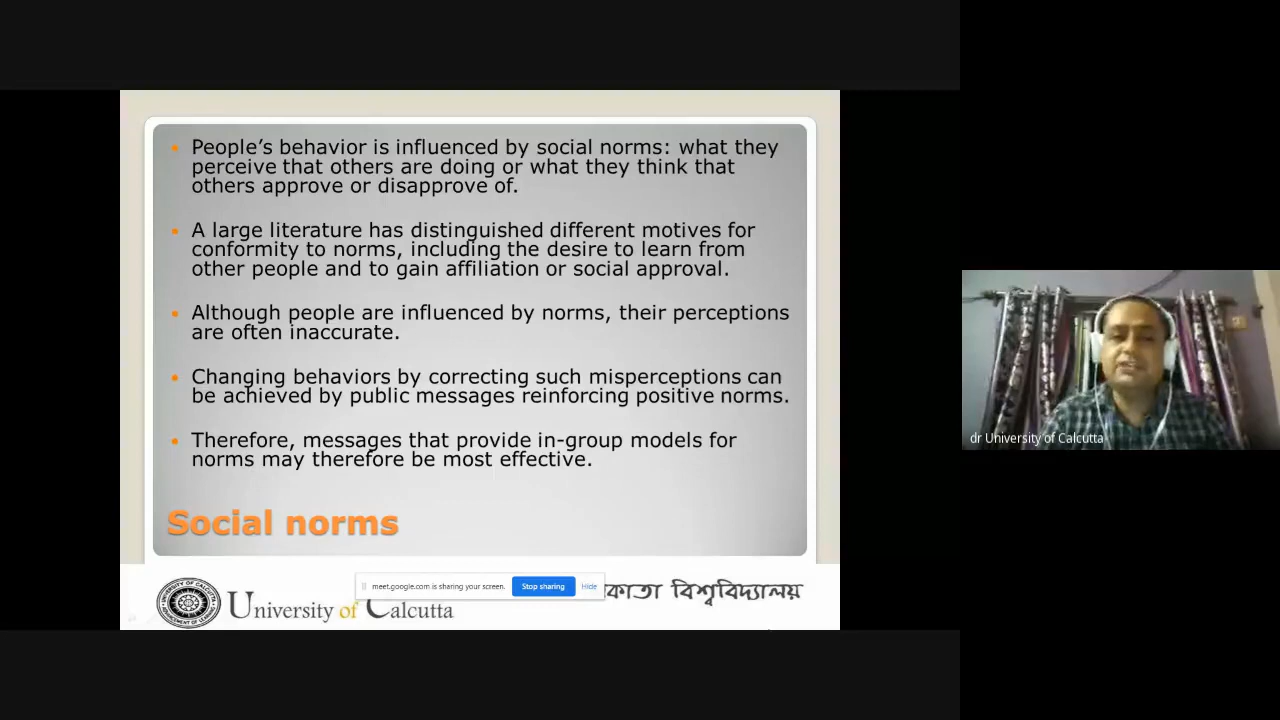 People's behavior is influenced by social norms: what they
perceive that others are doing or what they think that
others approve or disapprove of.
A large literature has distinguished different motives for
conformity to norms, including the desire to learn from
other people and to gain affiliation or social approval.
Although people are influenced by norms, their perceptions
are often inaccurate.
Changing behaviors by correcting such misperceptions can
be achieved by public messages reinforcing positive norms.
Therefore, messages that provide in-group models for
norms may therefore be most effective.
Social norms
meet.google.com is sharing your screen. Stop sharing Hide
University of Calcutta
বিশ্ববিদ্যালয়
dr University of Calcutta